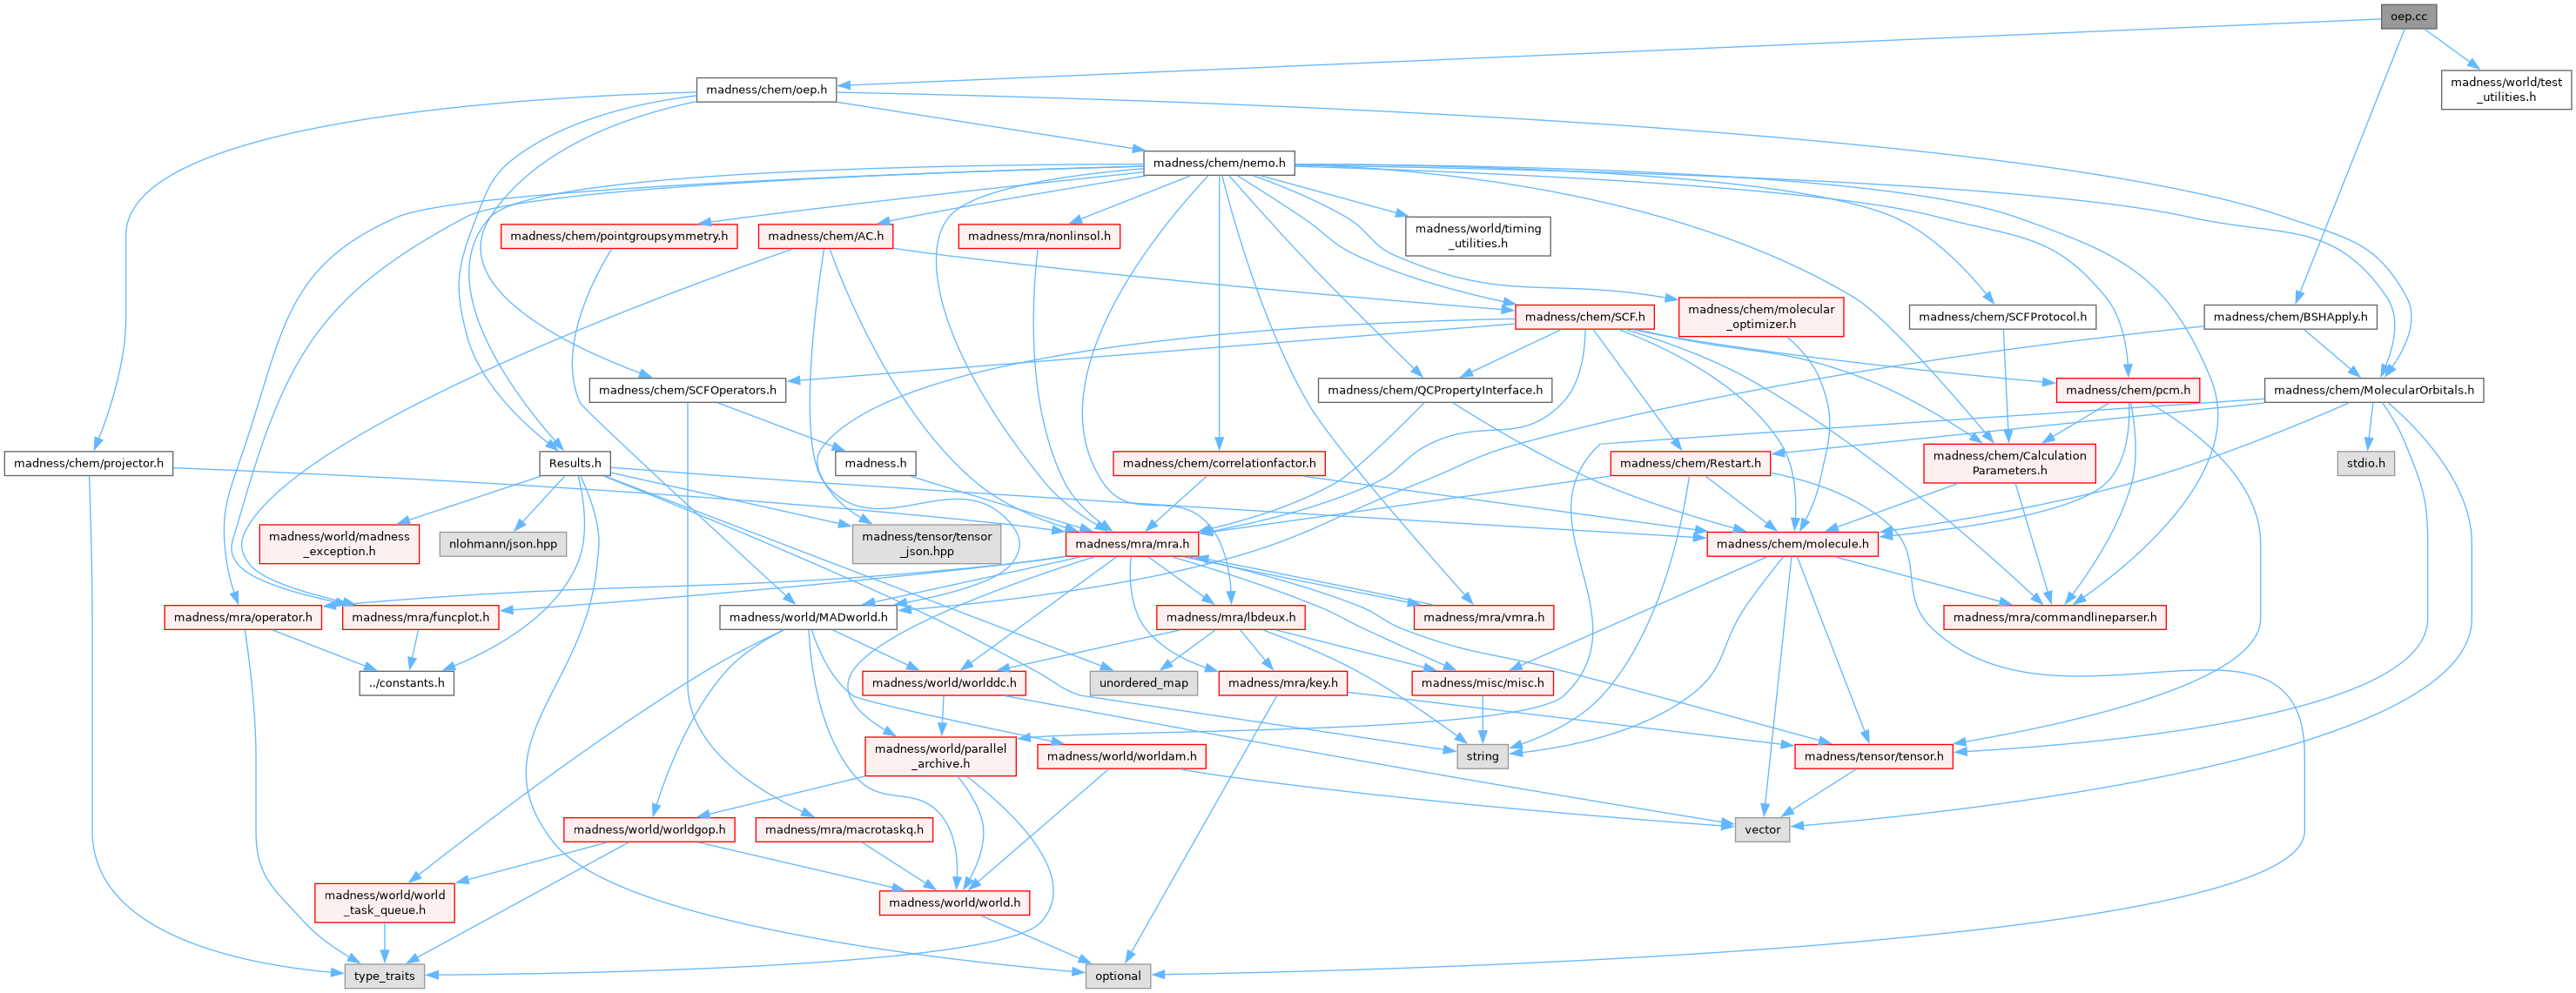 oep.cc
madness/chem/oep.h
madness/world/test
_utilities.h
madness/chem/nemo.h
madness/chem/pointgroupsymmetry.h
madness/chem/AC.h
madness/mra/nonlinsol.h
madness/world/timing
_utilities.h
madness/chem/SCF.h
madness/chem/molecular
_optimizer.h
madness/chem/SCFProtocol.h
madness/chem/BSHApply.h
madness/chem/SCFOperators.h
madness/chem/QCPropertyInterface.h
madness/chem/pcm.h
madness/chem/MolecularOrbitals.h
madness/chem/projector.h
Results.h
madness.h
madness/chem/correlationfactor.h
madness/chem/Restart.h
madness/chem/Calculation
Parameters.h
stdio.h
madness/world/madness
_exception.h
nlohmann/json.hpp
madness/tensor/tensor
_json.hpp
madness/mra/mra.h
madness/chem/molecule.h
madness/mra/operator.h
madness/mra/funcplot.h
madness/world/MADworld.h
madness/mra/lbdeux.h
madness/mra/vmra.h
madness/mra/commandlineparser.h
../constants.h
madness/world/worlddc.h
unordered_map
madness/mra/key.h
madness/misc/misc.h
madness/world/parallel
_archive.h
madness/world/worldam.h
string
madness/tensor/tensor.h
madness/world/worldgop.h
madness/mra/macrotaskq.h
vector
madness/world/world
_task_queue.h
madness/world/world.h
type_traits
optional